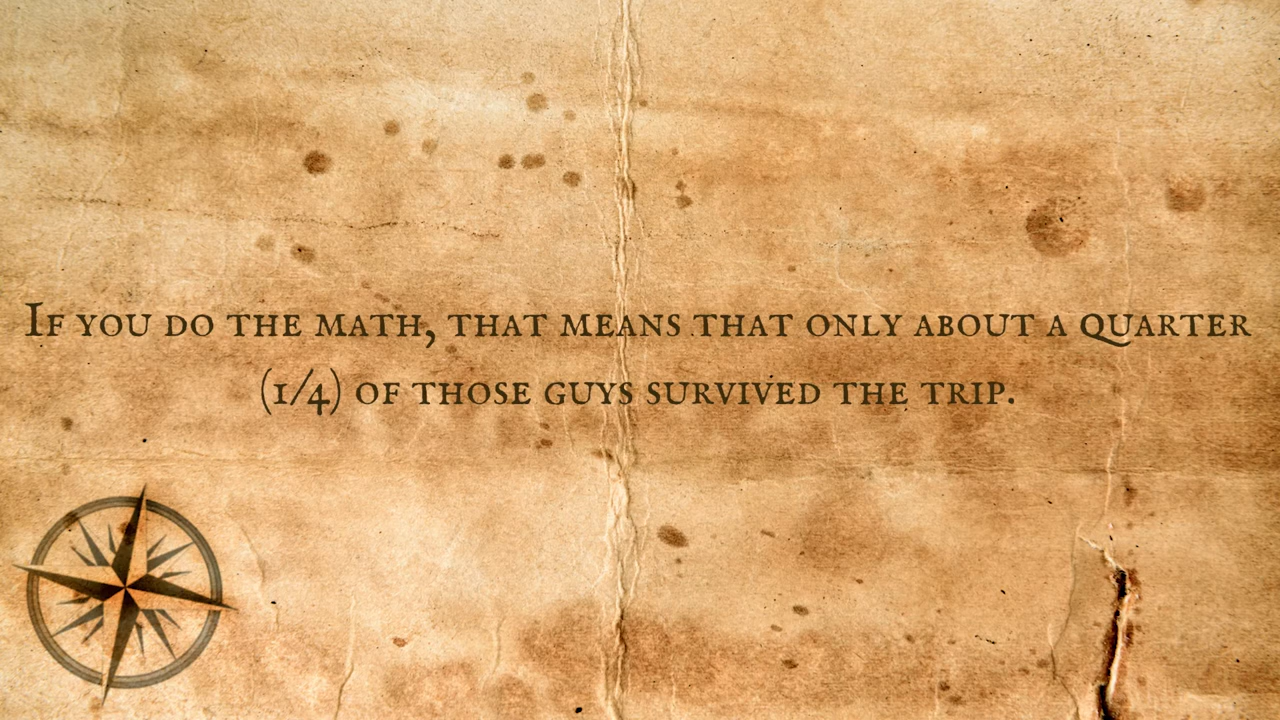 If you do the math, that means that only about a quarter
(1/4) of those guys survived the trip.